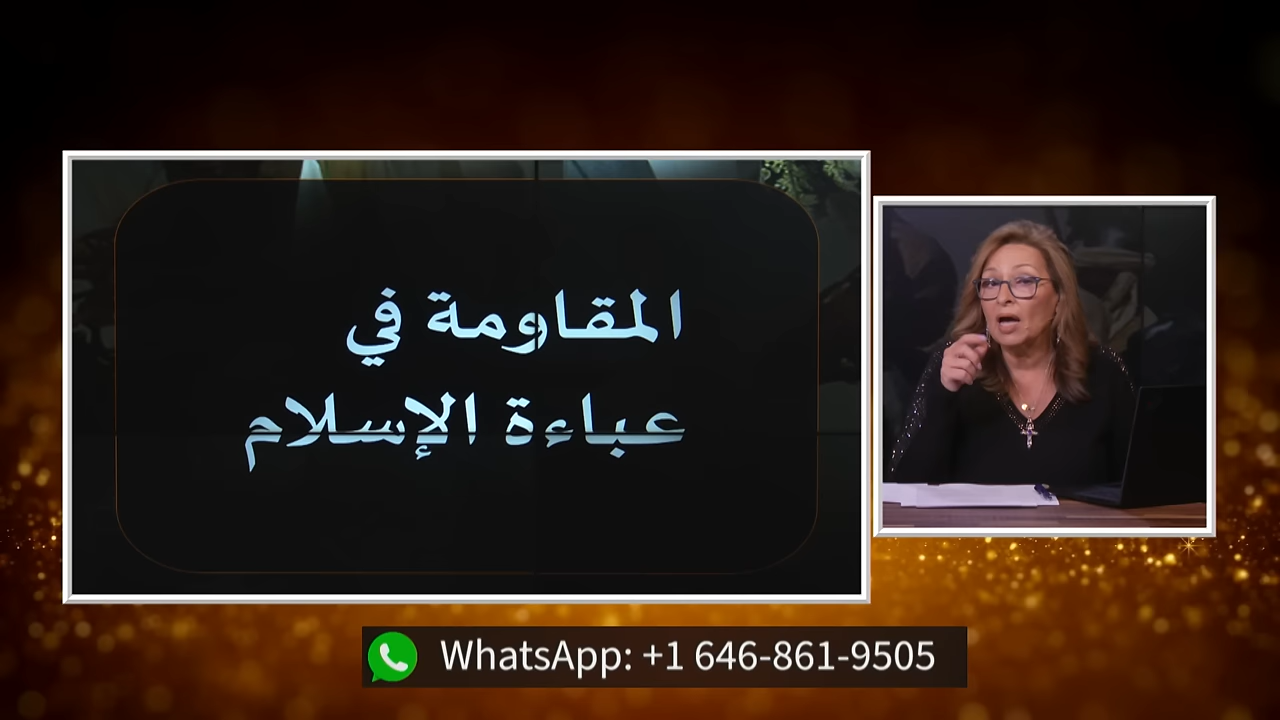 المقاومة في
عباءة الإسلام
WhatsApp: +1 646-861-9505